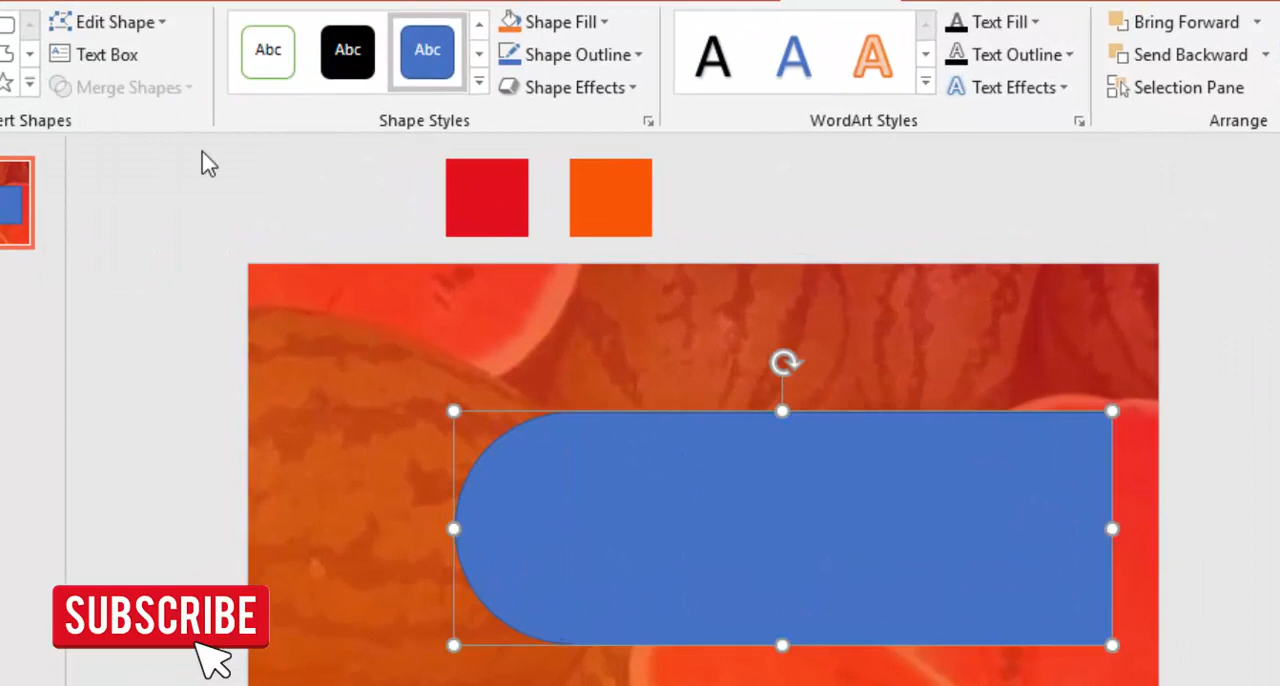 Edit Shape
Text Box
Merge Shapes
ert Shapes
Abc
Abc
Abc
Shape Fill
Shape Outline
Shape Effects
Shape Styles
A
A
A
Text Fill
Text Outline
Text Effects
WordArt Styles
Bring Forward
Send Backward
Selection Pane
Arrange
SUBSCRIBE